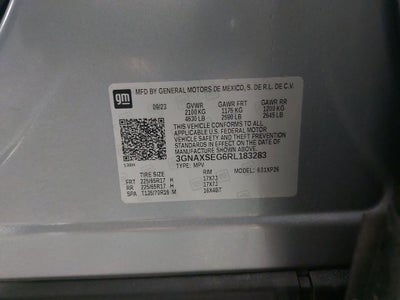 gm
MFD BY GENERAL MOTORS DE MEXICO, S. DE R.L. DE C.V.
09/23 GVWR GAWR FRT GAWR RR
2100 KG 1175 KG 1200 KG
4630 LB 2590 LB 2645 LB
THIS VEHICLE CONFORMS TO ALL
APPLICABLE U.S. FEDERAL MOTOR
VEHICLE SAFETY AND THEFT PREVENTION
STANDARDS IN EFFECT ON THE DATE OF
MANUFACTURE SHOWN ABOVE.
3GNAXSEG6RL183283
TYPE: MPV MODEL:
TIRE SIZE RIM
FRT 225/65R17 H 17X7J
RR 225/65R17 H 17X7J
SPA T135/70R16 M 16X4BT